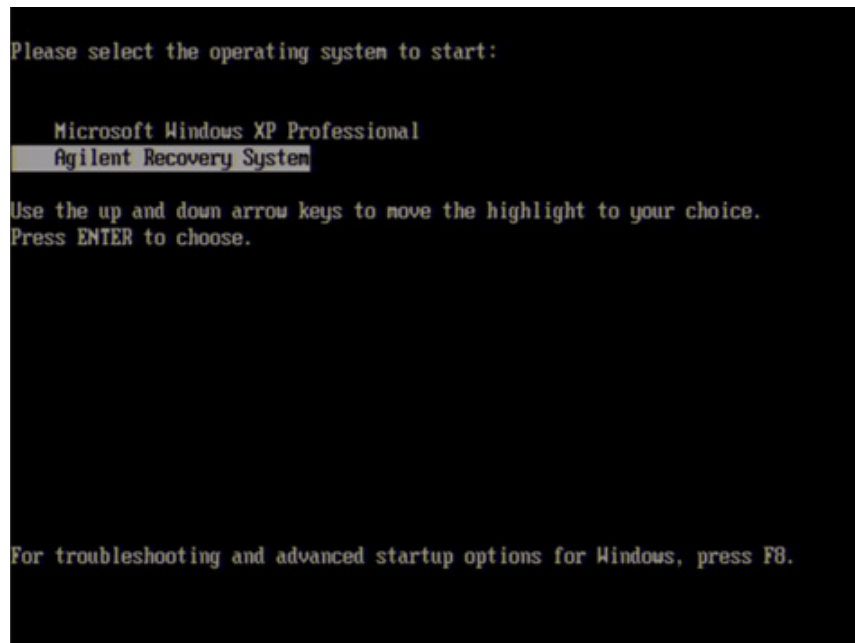 Please select the operating system to start:
Microsoft Windows XP Professional
Agilent Recovery System
Use the up and down arrow keys to move the highlight to your choice.
Press ENTER to choose.
For troubleshooting and advanced startup options for Windows, press F8.